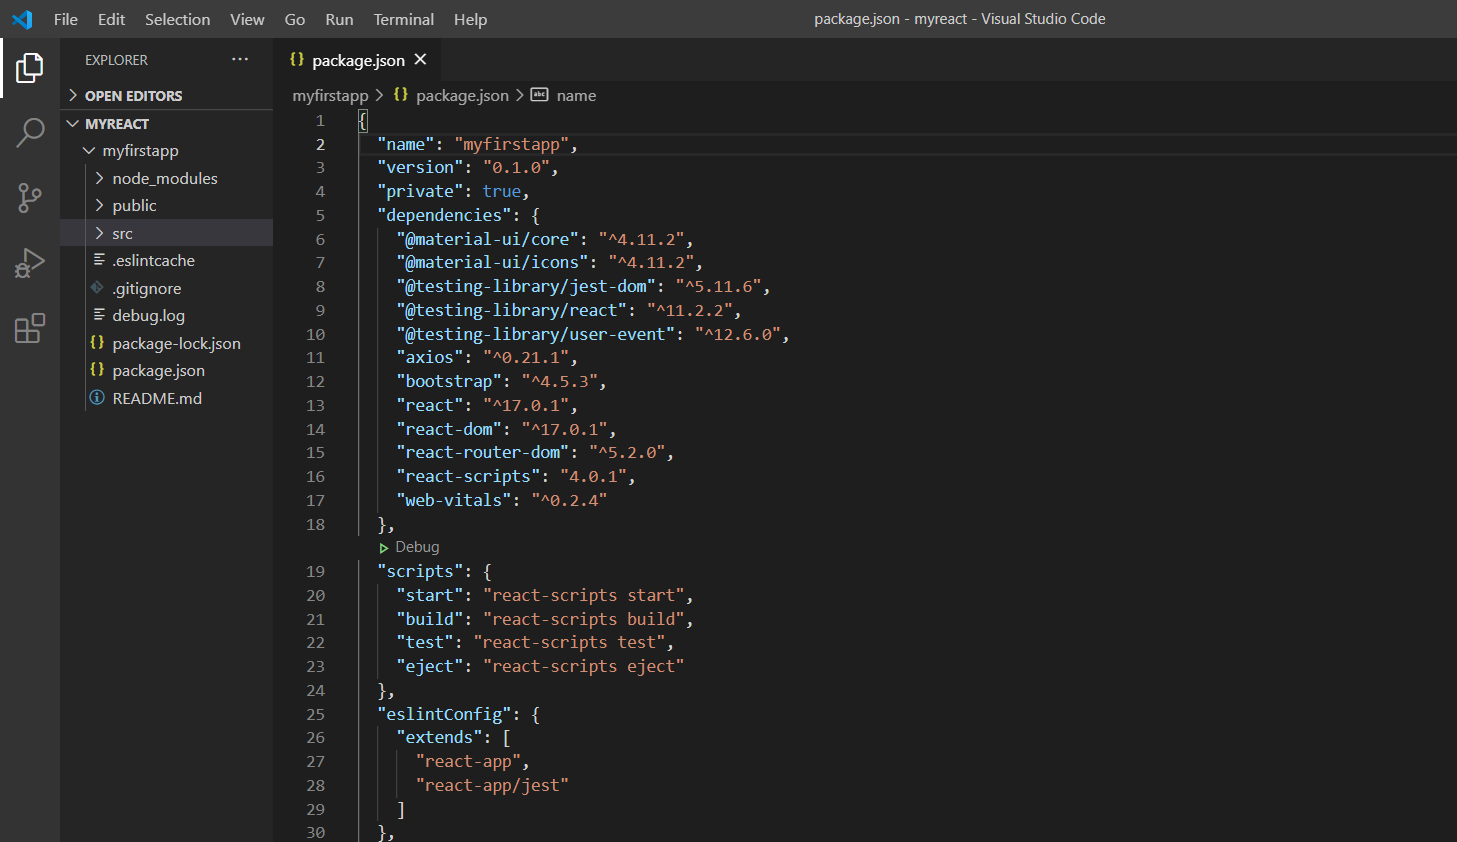 File Edit Selection View Go Run Terminal Help
package.json - myreact - Visual Studio Code
EXPLORER ···
OPEN EDITORS
MYREACT
myfirstapp
node_modules
public
src
.eslintcache
.gitignore
debug.log
{} package-lock.json
{} package.json
README.md
{} package.json ×
myfirstapp > {} package.json > abc name
1 {
2 "name": "myfirstapp",
3 "version": "0.1.0",
4 "private": true,
5 "dependencies": {
6 "@material-ui/core": "^4.11.2",
7 "@material-ui/icons": "^4.11.2",
8 "@testing-library/jest-dom": "^5.11.6",
9 "@testing-library/react": "^11.2.2",
10 "@testing-library/user-event": "^12.6.0",
11 "axios": "^0.21.1",
12 "bootstrap": "^4.5.3",
13 "react": "^17.0.1",
14 "react-dom": "^17.0.1",
15 "react-router-dom": "^5.2.0",
16 "react-scripts": "4.0.1",
17 "web-vitals": "^0.2.4"
18 },
Debug
19 "scripts": {
20 "start": "react-scripts start",
21 "build": "react-scripts build",
22 "test": "react-scripts test",
23 "eject": "react-scripts eject"
24 },
25 "eslintConfig": {
26 "extends": [
27 "react-app",
28 "react-app/jest"
29 ]
30 },